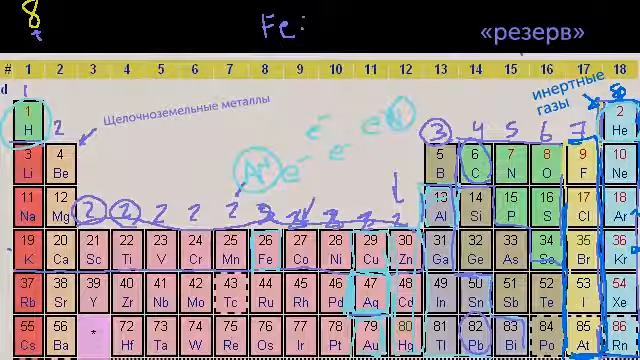 8 Fe: «резерв»
# 1 2 3 4 5 6 7 8 9 10 11 12 13 14 15 16 17 18
d
1 инертные
1 H Щелочноземельные металлы e⁻ e газы 2 He
2 e⁻ 3 4 5 6 7
3 Li 4 Be Ar e⁻ 5 B 6 C 7 N 8 O 9 F 10 Ne
11 Na 12 Mg 2 2 2 2 2 2 13 Al 14 Si 15 P 16 S 17 Cl 18 Ar
19 K 20 Ca 21 Sc 22 Ti 23 V 24 Cr 25 Mn 26 Fe 27 Co 28 Ni 29 Cu 30 Zn 31 Ga 32 Ge 33 As 34 Se 35 Br 36 Kr
37 Rb 38 Sr 39 Y 40 Zr 41 Nb 42 Mo 43 Tc 44 Ru 45 Rh 46 Pd 47 Ag 48 Cd 49 In 50 Sn 51 Sb 52 Te 53 I 54 Xe
55 Cs 56 Ba * 72 Hf 73 Ta 74 W 75 Re 76 Os 77 Ir 78 Pt 79 Au 80 Hg 81 Tl 82 Pb 83 Bi 84 Po 85 At 86 Rn